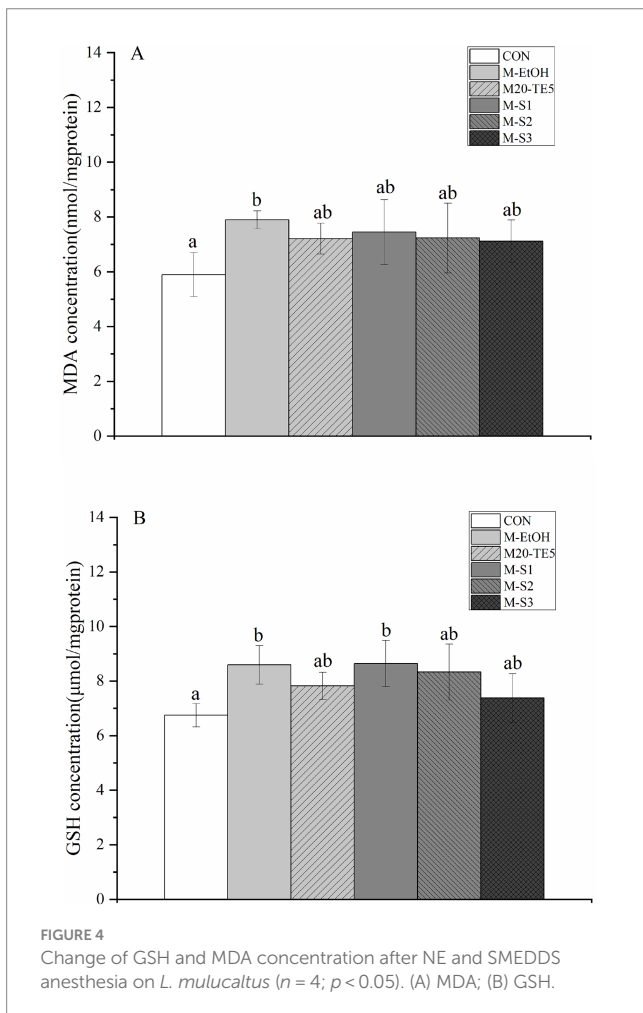 A
CON
M-EtOH
M20-TE5
M-S1
M-S2
M-S3
14
12
10
8
6
4
2
0
MDA concentration(nmol/mgprotein)
a
b
ab
ab
ab
ab
B
CON
M-EtOH
M20-TE5
M-S1
M-S2
M-S3
14
12
10
8
6
4
2
0
GSH concentration(μmol/mgprotein)
a
b
ab
b
ab
ab
FIGURE 4
Change of GSH and MDA concentration after NE and SMEDDS
anesthesia on L. mulucaltus (n = 4; p < 0.05). (A) MDA; (B) GSH.